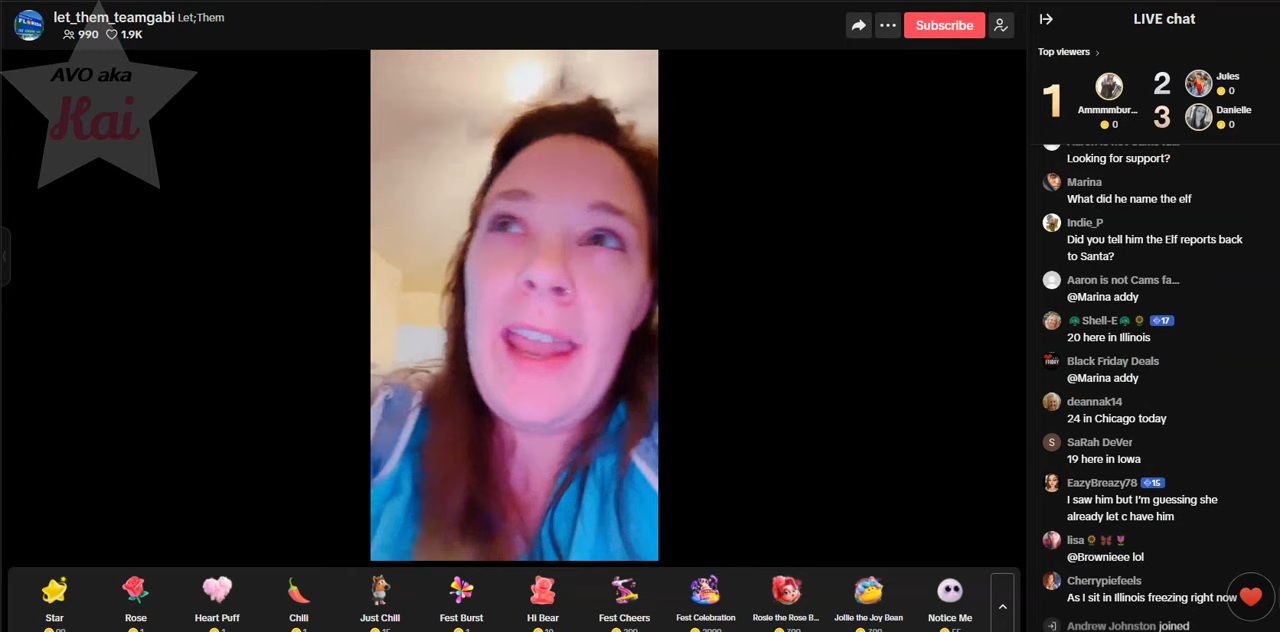 let_them_teamgabi Let;Them
990 1.9K
Subscribe
AVO aka
Kai
LIVE chat
Top viewers
1
Ammmmbur...
0
2
Jules
0
3
Danielle
0
Looking for support?
Marina
What did he name the elf
Indie_P
Did you tell him the Elf reports back
to Santa?
Aaron is not Cams fa...
@Marina addy
Shell-E 17
20 here in Illinois
Black Friday Deals
@Marina addy
deannak14
24 in Chicago today
S SaRah DeVer
19 here in Iowa
EazyBreazy78 15
I saw him but I'm guessing she
already let c have him
lisa
@Brownieee lol
Cherrypiefeels
As I sit in Illinois freezing right now
Andrew Johnston joined
Star
Rose
Heart Puff
Chili
Just Chill
Fest Burst
Hi Bear
Fest Cheers
Fest Celebration
Rosie the Rose B...
Jollie the Joy Bean
Notice Me